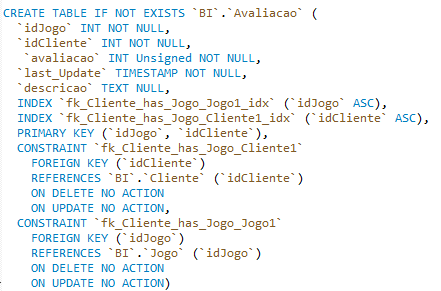 CREATE TABLE IF NOT EXISTS `BI`.`Avaliacao` (
`idJogo` INT NOT NULL,
`idCliente` INT NOT NULL,
`avaliacao` INT Unsigned NOT NULL,
`last_Update` TIMESTAMP NOT NULL,
`descricao` TEXT NULL,
INDEX `fk_Cliente_has_Jogo_Jogo1_idx` (`idJogo` ASC),
INDEX `fk_Cliente_has_Jogo_Cliente1_idx` (`idCliente` ASC),
PRIMARY KEY (`idJogo`, `idCliente`),
CONSTRAINT `fk_Cliente_has_Jogo_Cliente1`
FOREIGN KEY (`idCliente`)
REFERENCES `BI`.`Cliente` (`idCliente`)
ON DELETE NO ACTION
ON UPDATE NO ACTION,
CONSTRAINT `fk_Cliente_has_Jogo_Jogo1`
FOREIGN KEY (`idJogo`)
REFERENCES `BI`.`Jogo` (`idJogo`)
ON DELETE NO ACTION
ON UPDATE NO ACTION)